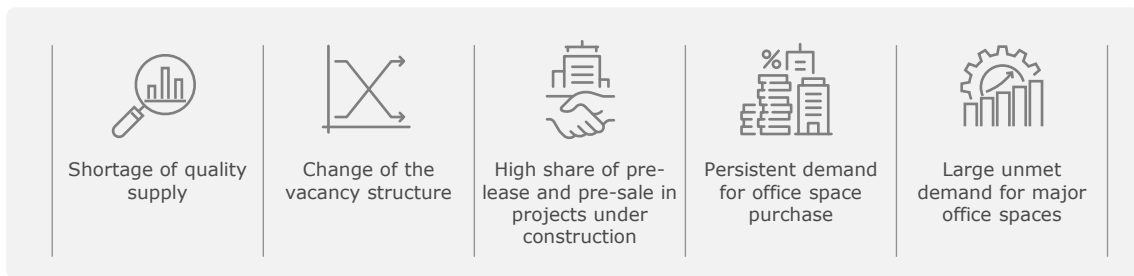 Shortage of quality
supply
Change of the
vacancy structure
High share of pre-
lease and pre-sale in
projects under
construction
%
Persistent demand
for office space
purchase
Large unmet
demand for major
office spaces